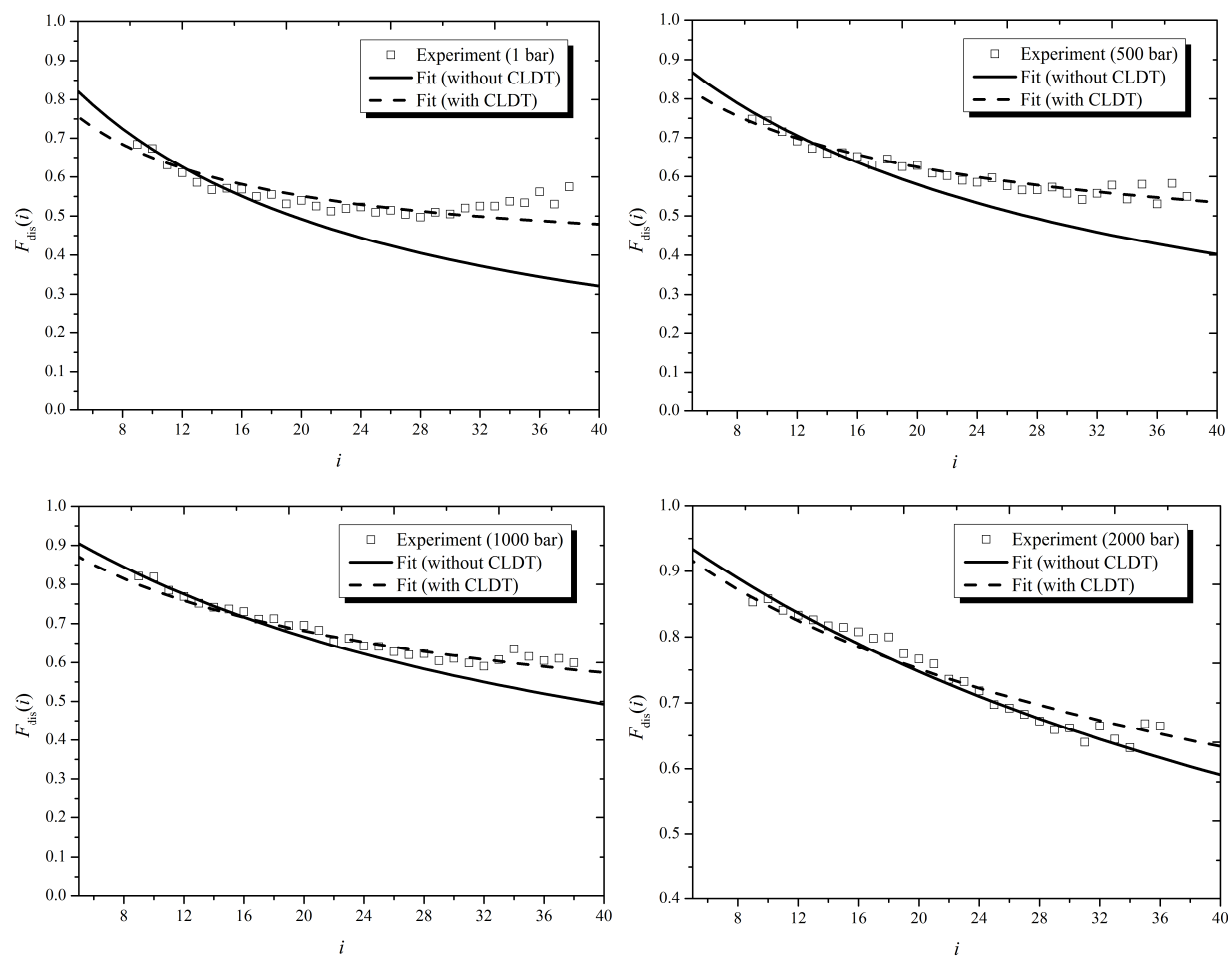 Experiment (1 bar)
Fit (without CLDT)
Fit (with CLDT)
1.0
0.9
0.8
0.7
0.6
0.5
0.4
0.3
0.2
0.1
0.0
F_dis(i)
8 12 16 20 24 28 32 36 40
i
Experiment (500 bar)
Fit (without CLDT)
Fit (with CLDT)
1.0
0.9
0.8
0.7
0.6
0.5
0.4
0.3
0.2
0.1
0.0
F_dis(i)
8 12 16 20 24 28 32 36 40
i
Experiment (1000 bar)
Fit (without CLDT)
Fit (with CLDT)
1.0
0.9
0.8
0.7
0.6
0.5
0.4
0.3
0.2
0.1
0.0
F_dis(i)
8 12 16 20 24 28 32 36 40
i
Experiment (2000 bar)
Fit (without CLDT)
Fit (with CLDT)
1.0
0.9
0.8
0.7
0.6
0.5
0.4
F_dis(i)
8 12 16 20 24 28 32 36 40
i